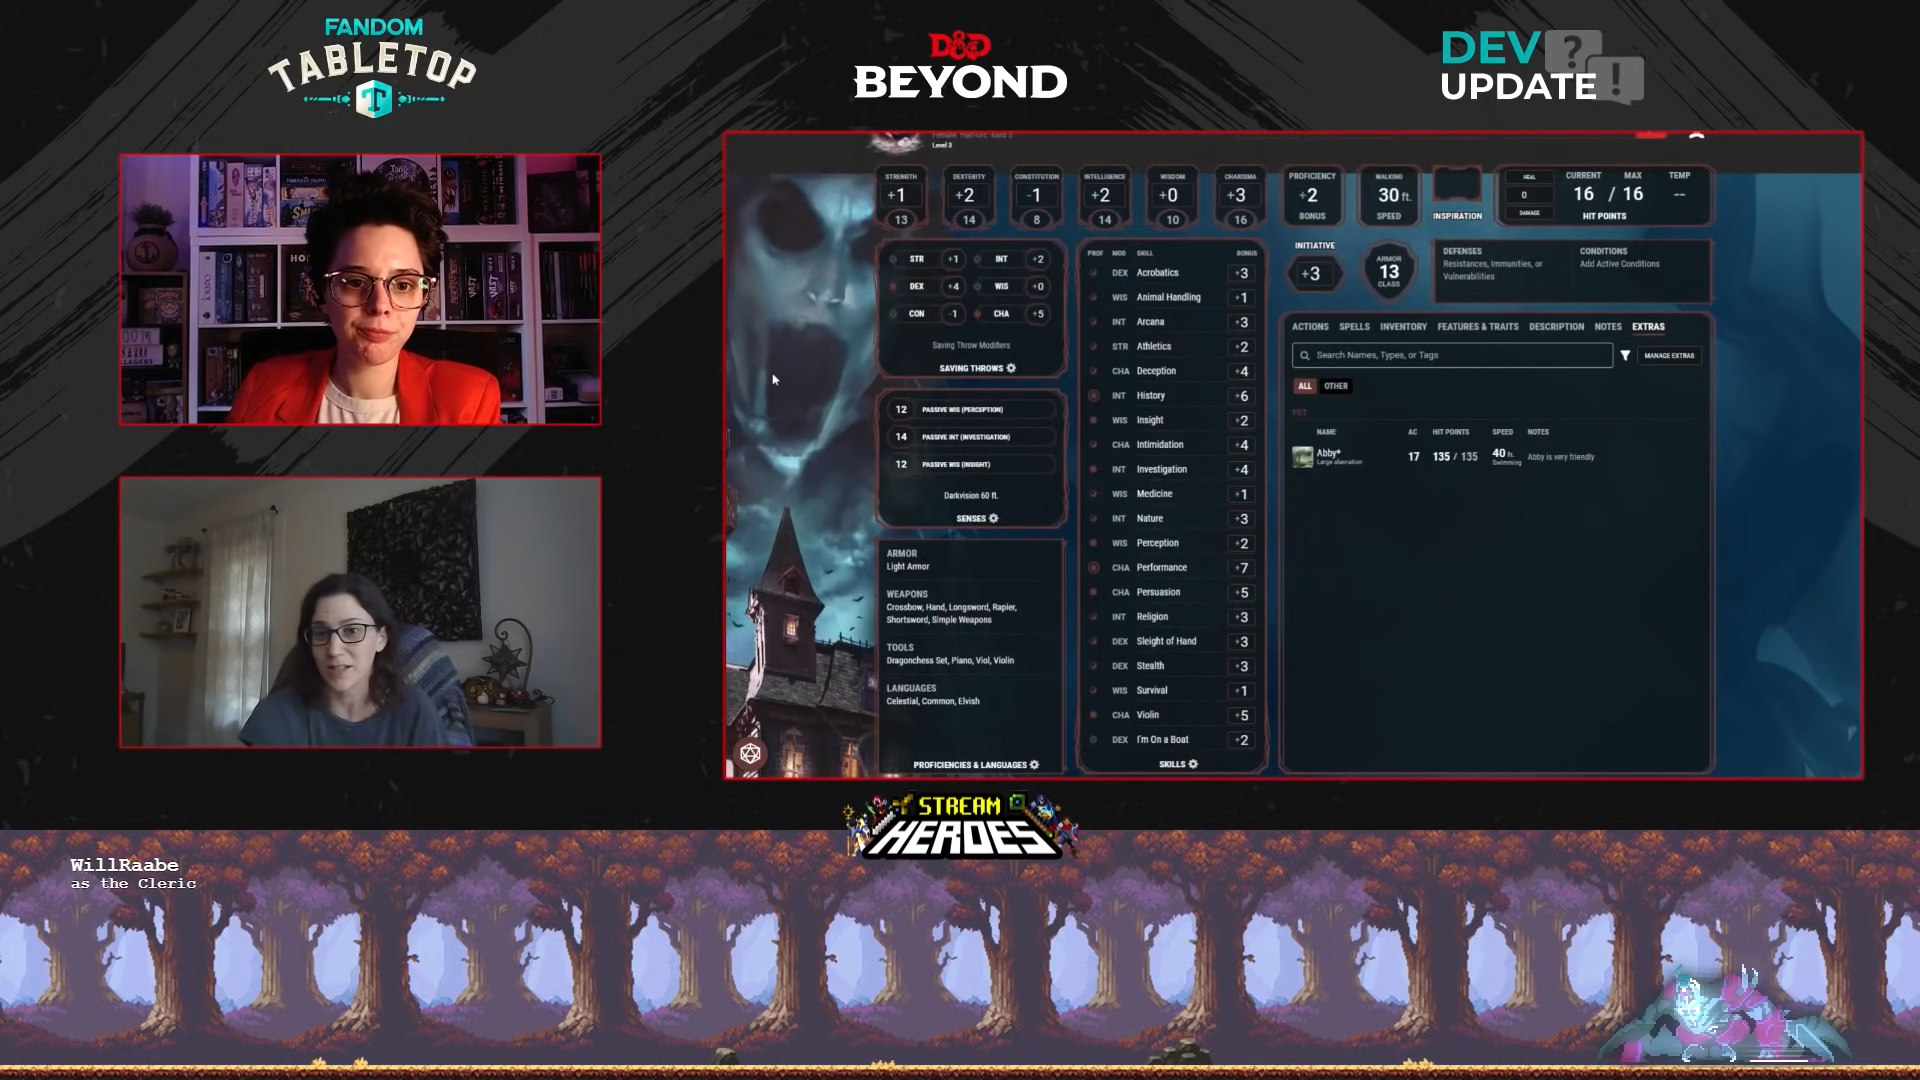 FANDOM
TABLETOP
T
D&D
BEYOND
DEV
UPDATE
?
!
Female Half-Orc Bard 3
Level 3
STRENGTH
+1
13
DEXTERITY
+2
14
CONSTITUTION
-1
8
INTELLIGENCE
+2
14
WISDOM
+0
10
CHARISMA
+3
16
PROFICIENCY
+2
BONUS
WALKING
30 ft.
SPEED
INSPIRATION
HEAL
0
DAMAGE
CURRENT MAX TEMP
16 / 16 --
HIT POINTS
STR +1 INT +2
DEX +4 WIS +0
CON -1 CHA +5
Saving Throw Modifiers
SAVING THROWS
12 PASSIVE WIS (PERCEPTION)
14 PASSIVE INT (INVESTIGATION)
12 PASSIVE WIS (INSIGHT)
Darkvision 60 ft.
SENSES
ARMOR
Light Armor
WEAPONS
Crossbow, Hand, Longsword, Rapier,
Shortsword, Simple Weapons
TOOLS
Dragonchess Set, Piano, Viol, Violin
LANGUAGES
Celestial, Common, Elvish
PROFICIENCIES & LANGUAGES
PROF MOD SKILL BONUS
DEX Acrobatics +3
WIS Animal Handling +1
INT Arcana +3
STR Athletics +2
CHA Deception +4
INT History +6
WIS Insight +2
CHA Intimidation +4
INT Investigation +4
WIS Medicine +1
INT Nature +3
WIS Perception +2
CHA Performance +7
CHA Persuasion +5
INT Religion +3
DEX Sleight of Hand +3
DEX Stealth +3
WIS Survival +1
CHA Violin +5
DEX I'm On a Boat +2
SKILLS
INITIATIVE
+3
ARMOR
13
CLASS
DEFENSES
Resistances, Immunities, or
Vulnerabilities
CONDITIONS
Add Active Conditions
ACTIONS SPELLS INVENTORY FEATURES & TRAITS DESCRIPTION NOTES EXTRAS
Search Names, Types, or Tags
MANAGE EXTRAS
ALL OTHER
PET
NAME AC HIT POINTS SPEED NOTES
Abby* 17 135 / 135 40 ft. Abby is very friendly
Large aberration Swimming
STREAM
HEROES
WillRaabe
as the Cleric